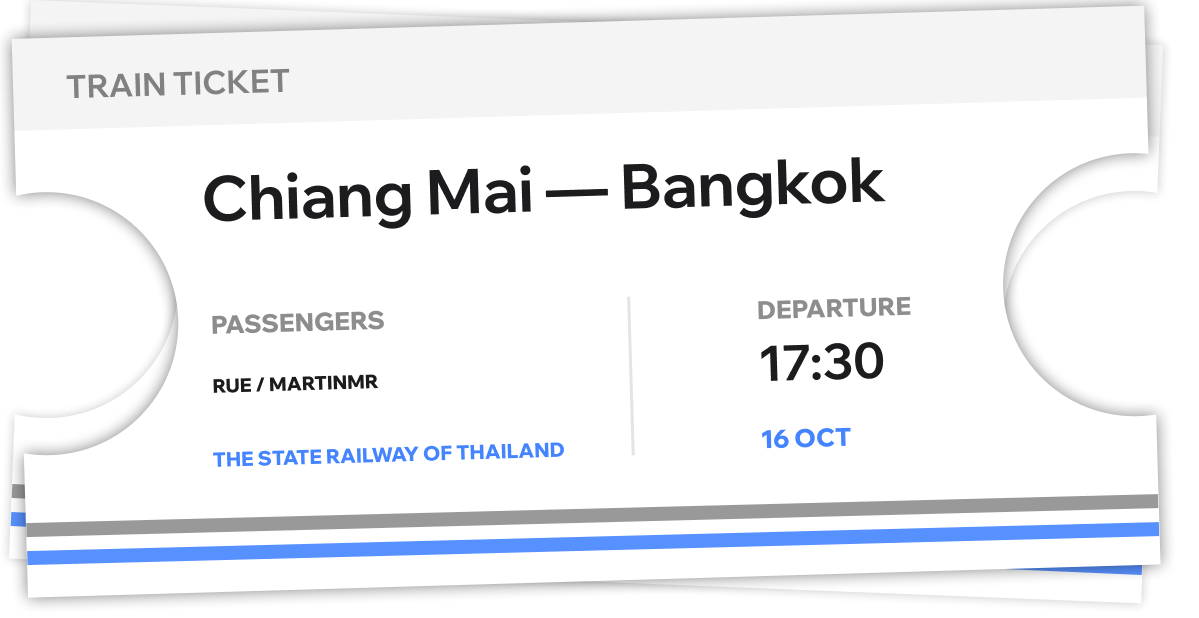 TRAIN TICKET
Chiang Mai — Bangkok
PASSENGERS
RUE / MARTINMR
THE STATE RAILWAY OF THAILAND
DEPARTURE
17:30
16 OCT